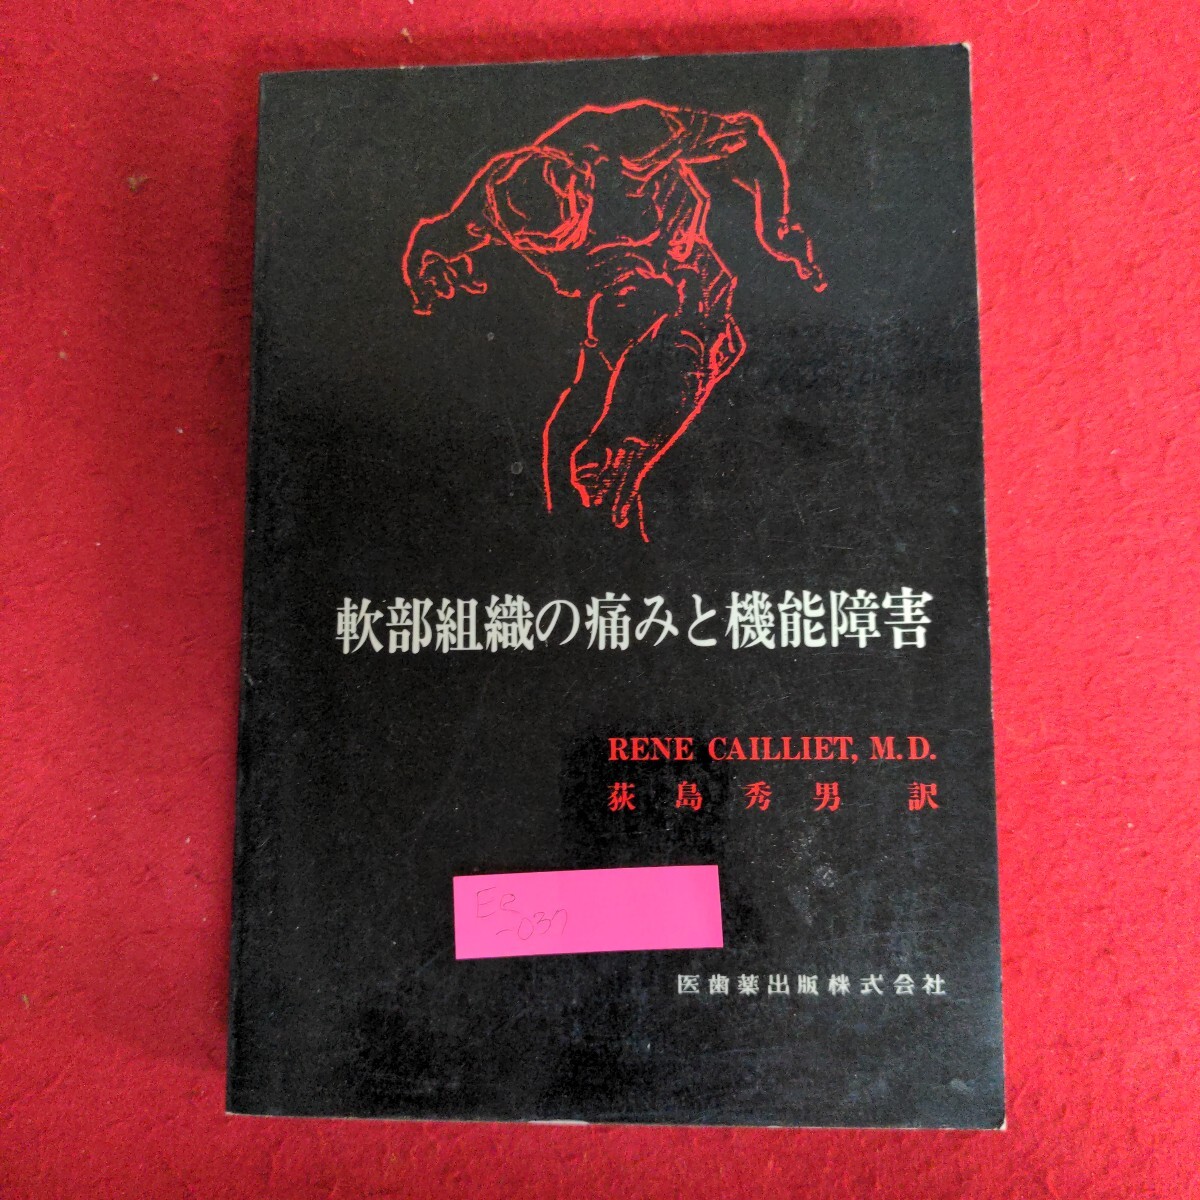 軟部組織の痛みと機能障害
RENE CAILLIET, M.D.
荻島秀男 訳
Ee
-037
医歯薬出版株式会社